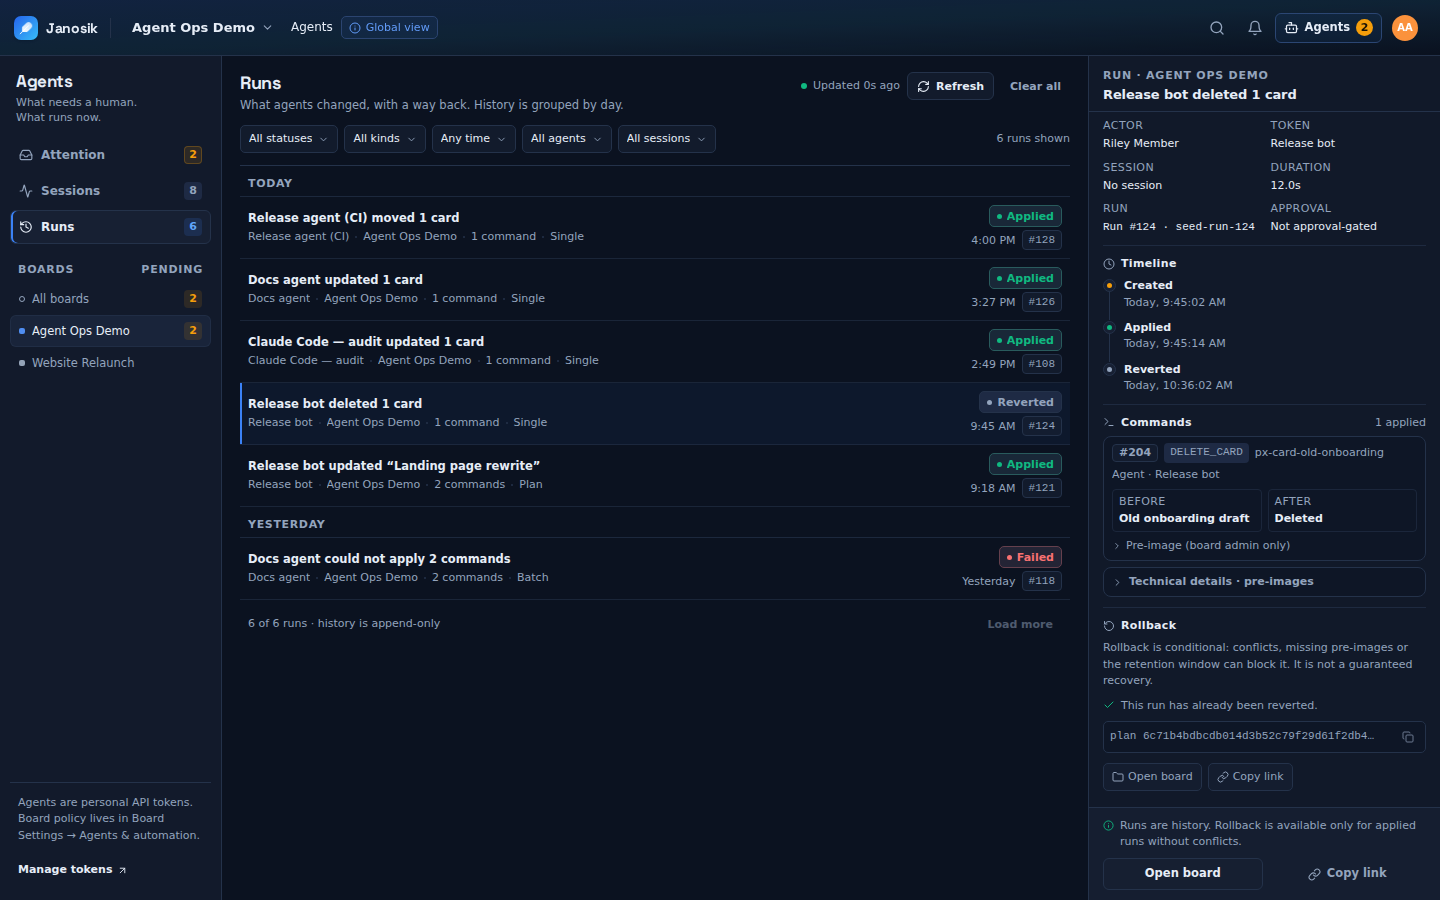 Janosik
Agent Ops Demo
Agents
Global view
Agents 2
AA
Agents
What needs a human.
What runs now.
Attention 2
Sessions 8
Runs 6
BOARDS PENDING
All boards 2
Agent Ops Demo 2
Website Relaunch
Agents are personal API tokens.
Board policy lives in Board
Settings → Agents & automation.
Manage tokens
Runs
What agents changed, with a way back. History is grouped by day.
Updated 0s ago
Refresh
Clear all
All statuses
All kinds
Any time
All agents
All sessions
6 runs shown
TODAY
Release agent (CI) moved 1 card
Applied
Release agent (CI) · Agent Ops Demo · 1 command · Single
4:00 PM #128
Docs agent updated 1 card
Applied
Docs agent · Agent Ops Demo · 1 command · Single
3:27 PM #126
Claude Code — audit updated 1 card
Applied
Claude Code — audit · Agent Ops Demo · 1 command · Single
2:49 PM #108
Release bot deleted 1 card
Reverted
Release bot · Agent Ops Demo · 1 command · Single
9:45 AM #124
Release bot updated “Landing page rewrite”
Applied
Release bot · Agent Ops Demo · 2 commands · Plan
9:18 AM #121
YESTERDAY
Docs agent could not apply 2 commands
Failed
Docs agent · Agent Ops Demo · 2 commands · Batch
Yesterday #118
6 of 6 runs · history is append-only
Load more
RUN · AGENT OPS DEMO
Release bot deleted 1 card
ACTOR TOKEN
Riley Member Release bot
SESSION DURATION
No session 12.0s
RUN APPROVAL
Run #124 · seed-run-124 Not approval-gated
Timeline
Created
Today, 9:45:02 AM
Applied
Today, 9:45:14 AM
Reverted
Today, 10:36:02 AM
Commands 1 applied
#204 DELETE_CARD px-card-old-onboarding
Agent · Release bot
BEFORE AFTER
Old onboarding draft Deleted
Pre-image (board admin only)
Technical details · pre-images
Rollback
Rollback is conditional: conflicts, missing pre-images or
the retention window can block it. It is not a guaranteed
recovery.
This run has already been reverted.
plan 6c71b4bdbcdb014d3b52c79f29d61f2db4…
Open board
Copy link
Runs are history. Rollback is available only for applied
runs without conflicts.
Open board
Copy link